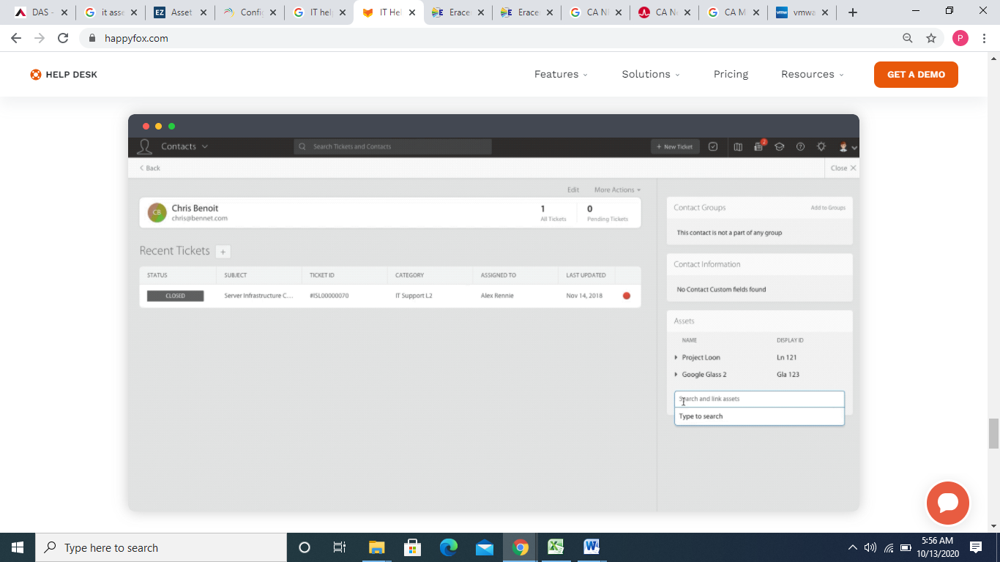 DAS -
it asse
EZ Asset
Config
IT help
IT Hel
Erace
Erace
CA NI
CA No
CA M
vmw vmwa
happyfox.com
P
HELP DESK
Features
Solutions
Pricing
Resources
GET A DEMO
Contacts
Search Tickets and Contacts
+ New Ticket
2
Back
Close
Edit
More Actions
CB
Chris Benoit
chris@bennet.com
1
All Tickets
0
Pending Tickets
Contact Groups
Add to Groups
This contact is not a part of any group
Recent Tickets +
STATUS SUBJECT TICKET ID CATEGORY ASSIGNED TO LAST UPDATED
CLOSED Server Infrastructure C... #ISL00000070 IT Support L2 Alex Rennie Nov 14, 2018
Contact Information
No Contact Custom fields found
Assets
NAME DISPLAY ID
Project Loon Ln 121
Google Glass 2 Gla 123
Search and link assets
Type to search
Type here to search
5:56 AM
10/13/2020